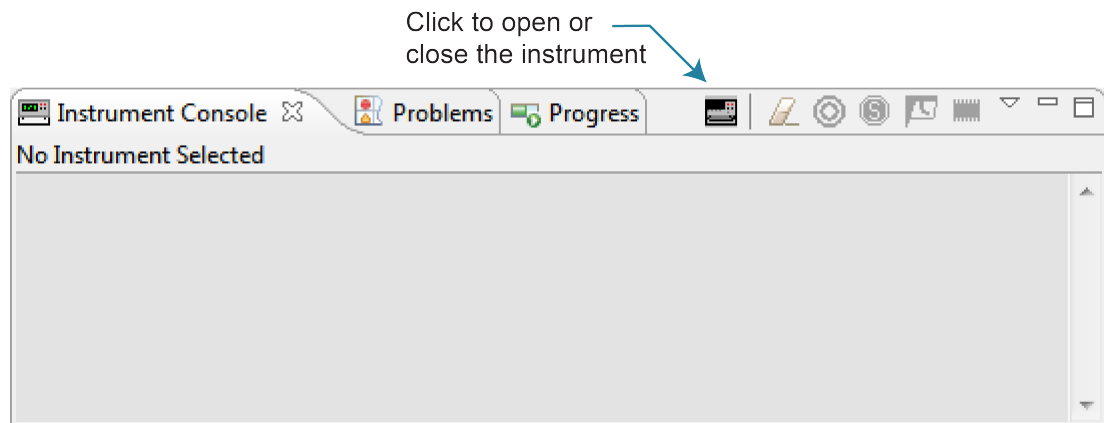 Click to open or
close the instrument
Instrument Console Problems Progress
No Instrument Selected